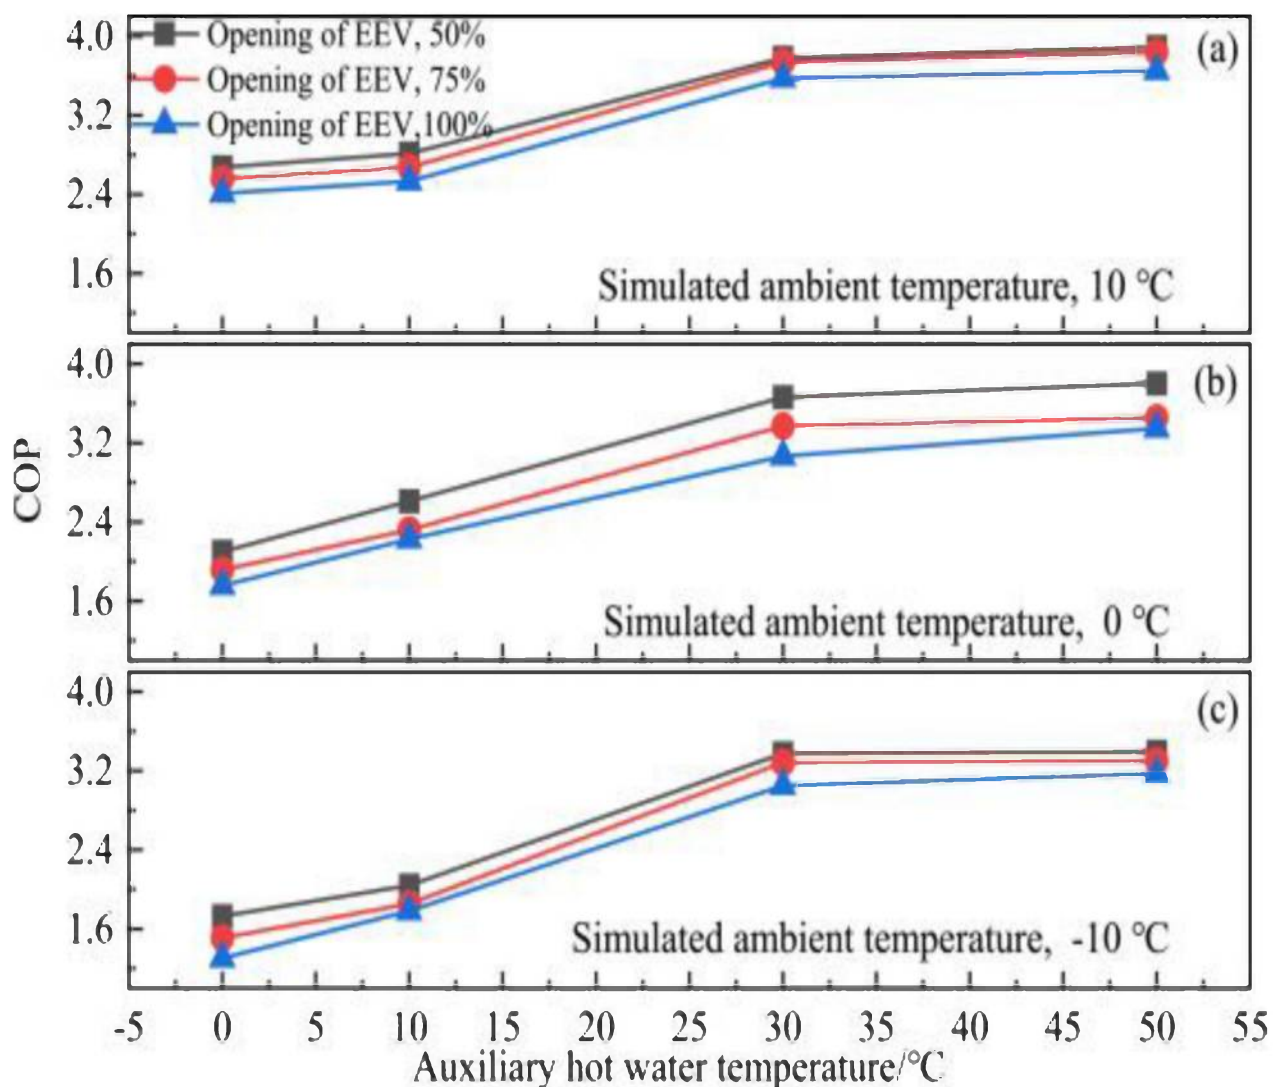 4.0
3.2
2.4
1.6
Opening of EEV, 50%
Opening of EEV, 75%
Opening of EEV,100%
(a)
Simulated ambient temperature, 10 °C
4.0
3.2
2.4
1.6
(b)
Simulated ambient temperature, 0 °C
COP
4.0
3.2
2.4
1.6
(c)
Simulated ambient temperature, -10 °C
-5 0 5 10 15 20 25 30 35 40 45 50 55
Auxiliary hot water temperature/°C